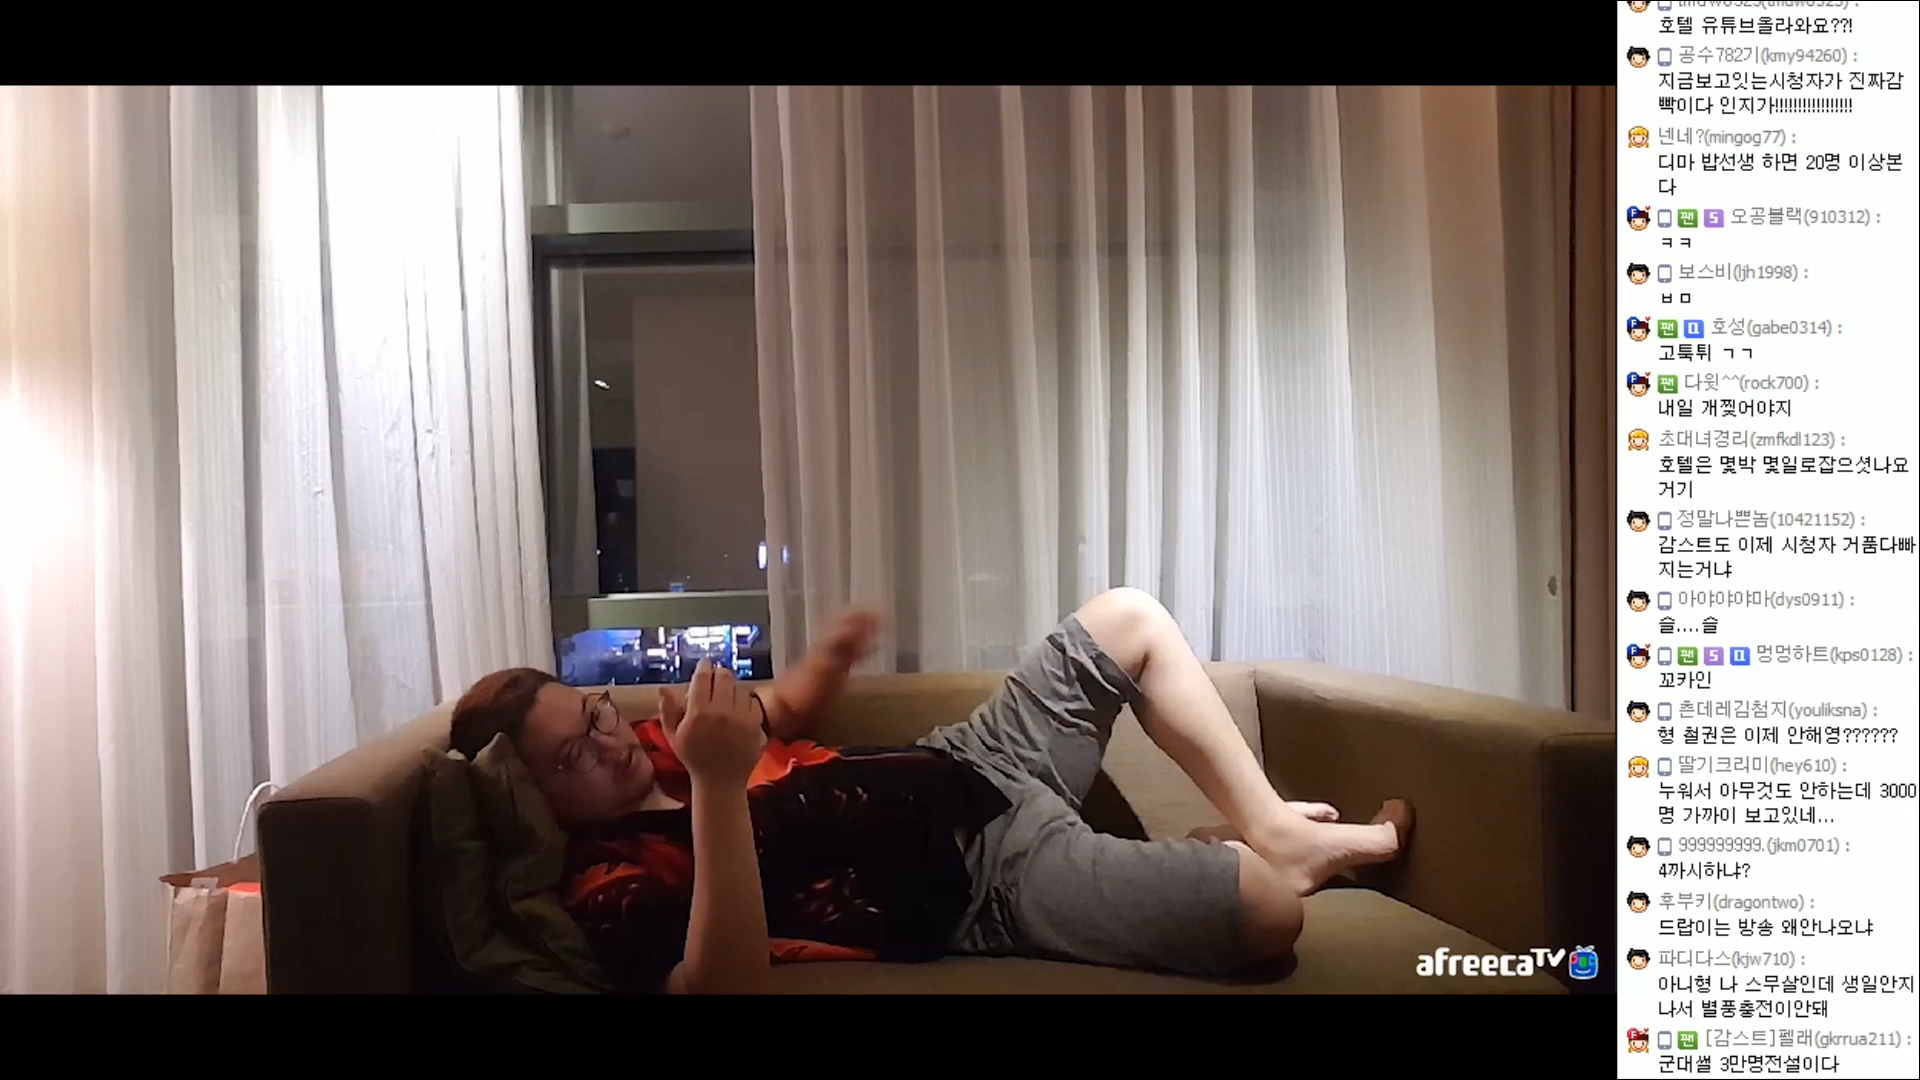 호텔 유튜브올라와요??!
공수782기(kmy94260) :
지금보고잇는시청자가 진짜감
빡이다 인지가!!!!!!!!!!!!!!!!
넨네?(mingog77) :
디마 밥선생 하면 20명 이상본
다
팬 S 오공블랙(910312) :
ㅋㅋ
보스비(ljh1998) :
ㅂㅁ
팬 호성(gabe0314) :
고툭튀 ㄱㄱ
팬 다윗^^(rock700) :
내일 개찢어야지
초대녀경리(zmfkdl123) :
호텔은 몇박 몇일로잡으셧나요
거기
정말나쁜놈(10421152) :
감스트도 이제 시청자 거품다빠
지는거냐
아야야야마(dys0911) :
슬....슬
팬 S 멍멍하트(kps0128) :
꼬카인
츤데레김첨지(youliksna) :
형 철권은 이제 안해영??????
딸기크리미(hey610) :
누워서 아무것도 안하는데 3000
명 가까이 보고있네...
999999999.(jkm0701) :
4까시하냐?
후부키(dragontwo) :
드랍이는 방송 왜안나오냐
파디다스(kjw710) :
아니형 나 스무살인데 생일안지
나서 별풍충전이안돼
팬 [감스트]펠래(gkrrua211) :
군대썰 3만명전설이다
afreecaTV